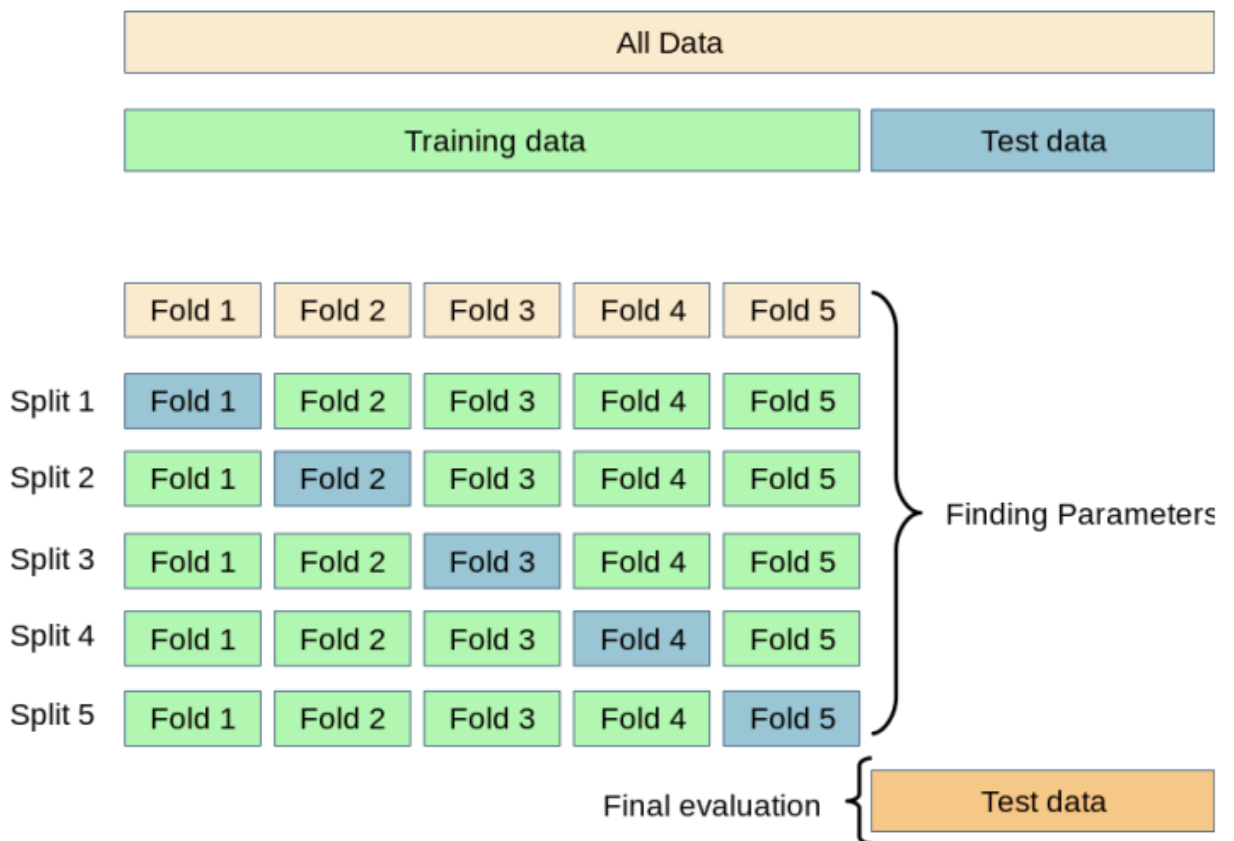 All Data
Training data Test data
Fold 1 Fold 2 Fold 3 Fold 4 Fold 5
Split 1 Fold 1 Fold 2 Fold 3 Fold 4 Fold 5
Split 2 Fold 1 Fold 2 Fold 3 Fold 4 Fold 5
Finding Parameters
Split 3 Fold 1 Fold 2 Fold 3 Fold 4 Fold 5
Split 4 Fold 1 Fold 2 Fold 3 Fold 4 Fold 5
Split 5 Fold 1 Fold 2 Fold 3 Fold 4 Fold 5
Final evaluation Test data